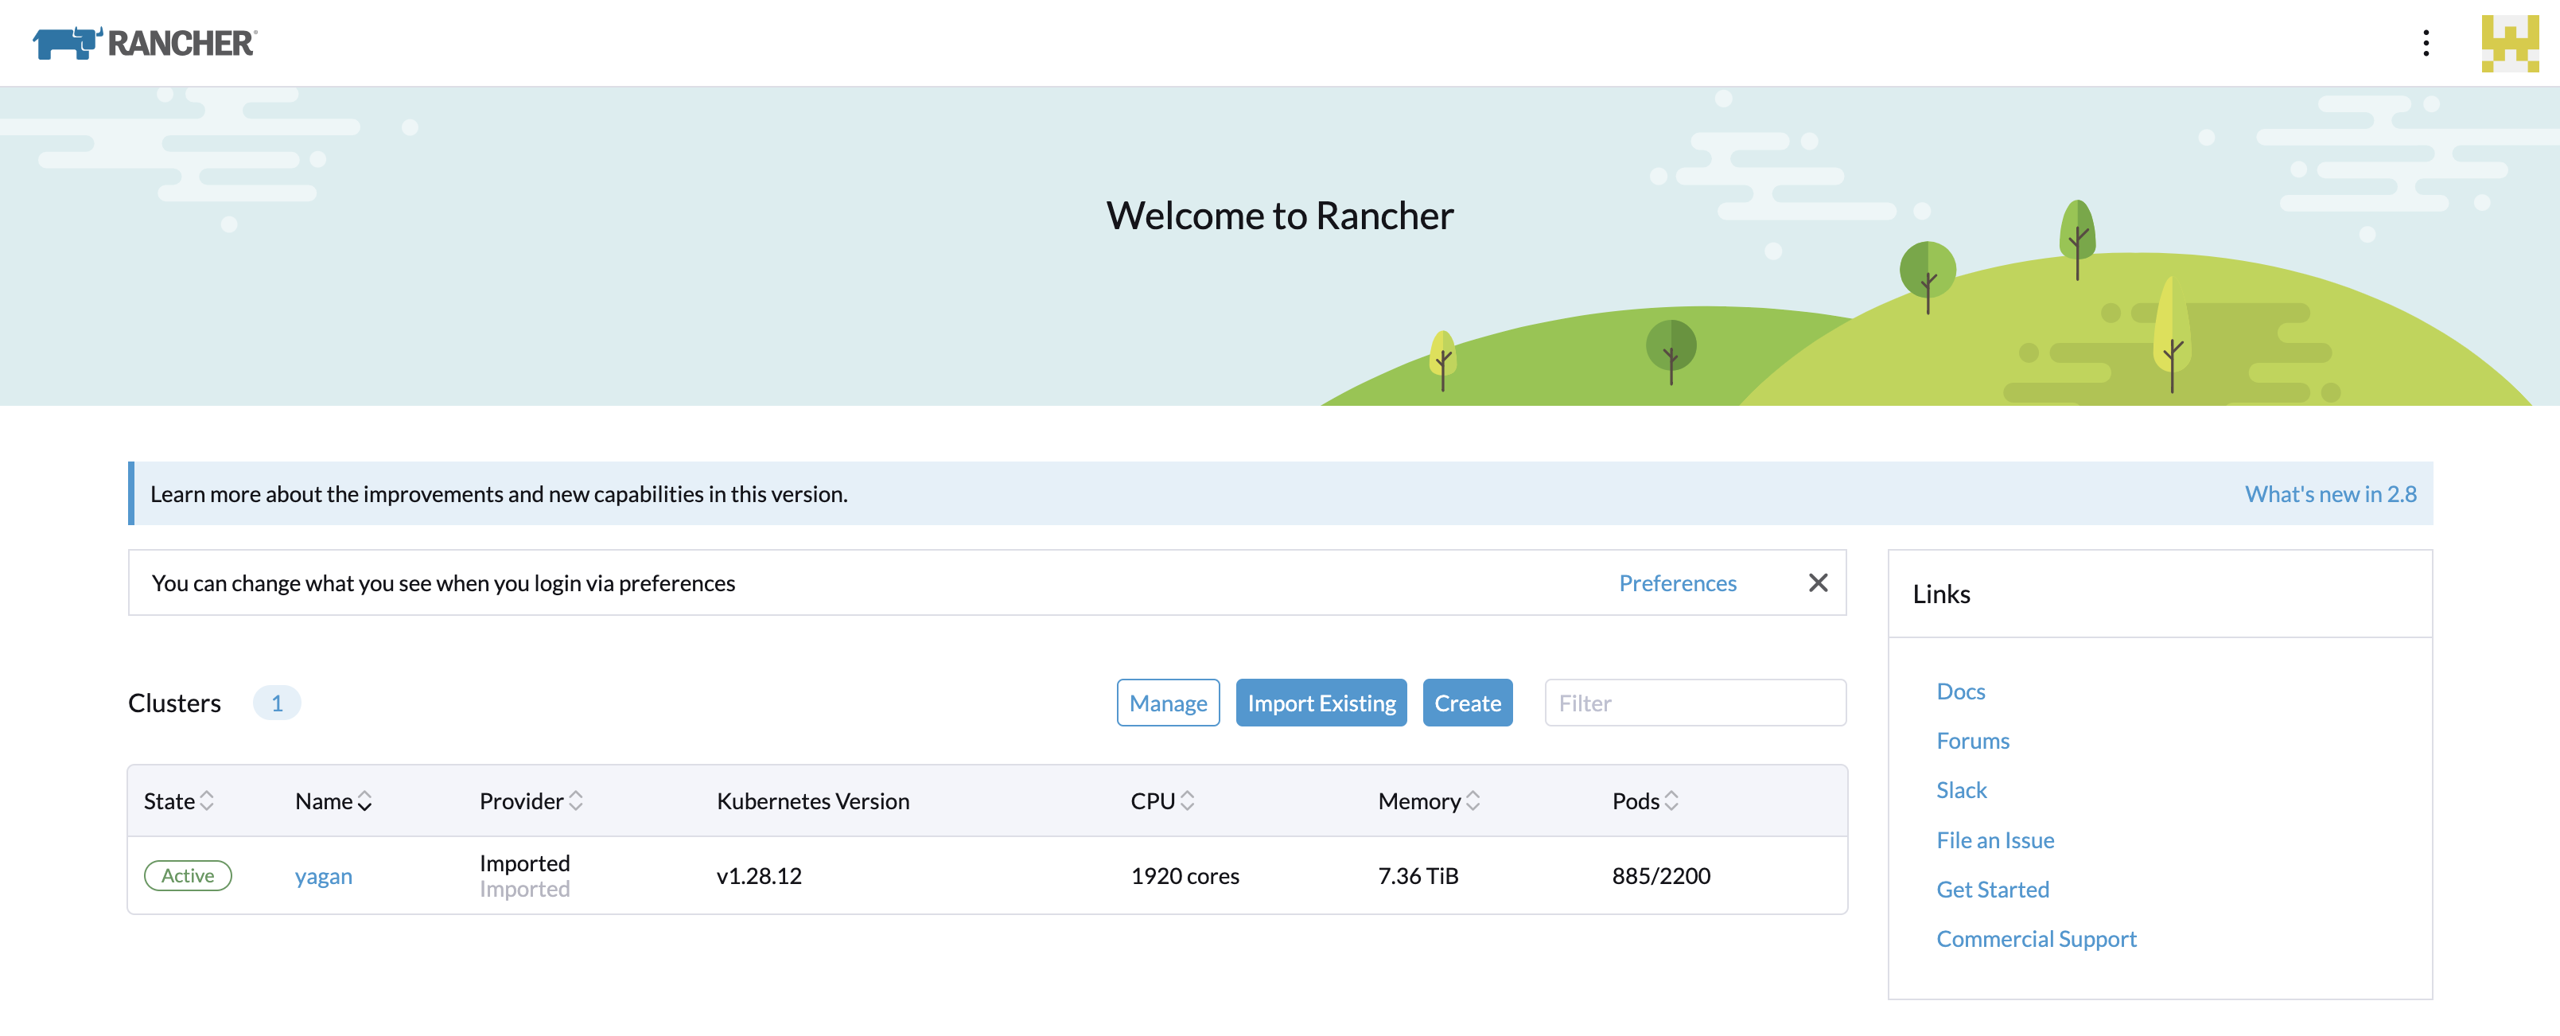 RANCHER
Welcome to Rancher
Learn more about the improvements and new capabilities in this version.
What's new in 2.8
You can change what you see when you login via preferences
Preferences
Clusters 1
Manage Import Existing Create Filter
State Name Provider Kubernetes Version CPU Memory Pods
Active yagan Imported v1.28.12 1920 cores 7.36 TiB 885/2200
Imported
Links
Docs
Forums
Slack
File an Issue
Get Started
Commercial Support